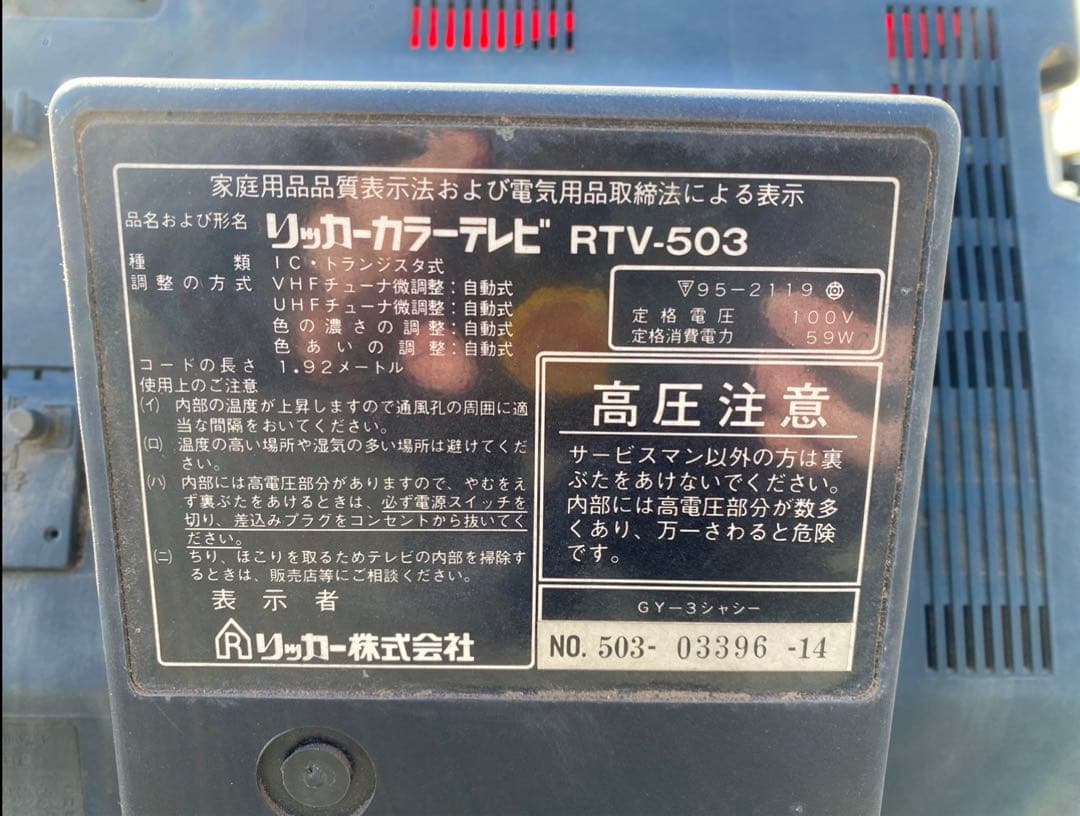 家庭用品品質表示法および電気用品取締法による表示
品名および形名 リッカーカラーテレビ RTV-503
種類 IC・トランジスタ式
調整の方式 VHFチューナ微調整：自動式
UHFチューナ微調整：自動式
色の濃さの調整：自動式
色あいの調整：自動式
コードの長さ 1.92メートル
▽95-2119
定格電圧 100V
定格消費電力 59W
使用上のご注意
(イ) 内部の温度が上昇しますので通風孔の周囲に適
当な間隔をおいてください。
(ロ) 温度の高い場所や湿気の多い場所は避けてくだ
さい。
(ハ) 内部には高電圧部分がありますので、やむをえ
ず裏ぶたをあけるときは、必ず電源スイッチを
切り、差込みプラグをコンセントから抜いてく
ださい。
(ニ) ちり、ほこりを取るためテレビの内部を掃除す
るときは、販売店等にご相談ください。
表示者
R リッカー株式会社
高圧注意
サービスマン以外の方は裏
ぶたをあけないでください。
内部には高電圧部分が数多
くあり、万一さわると危険
です。
GY-3シャシー
NO. 503- 03396 -14